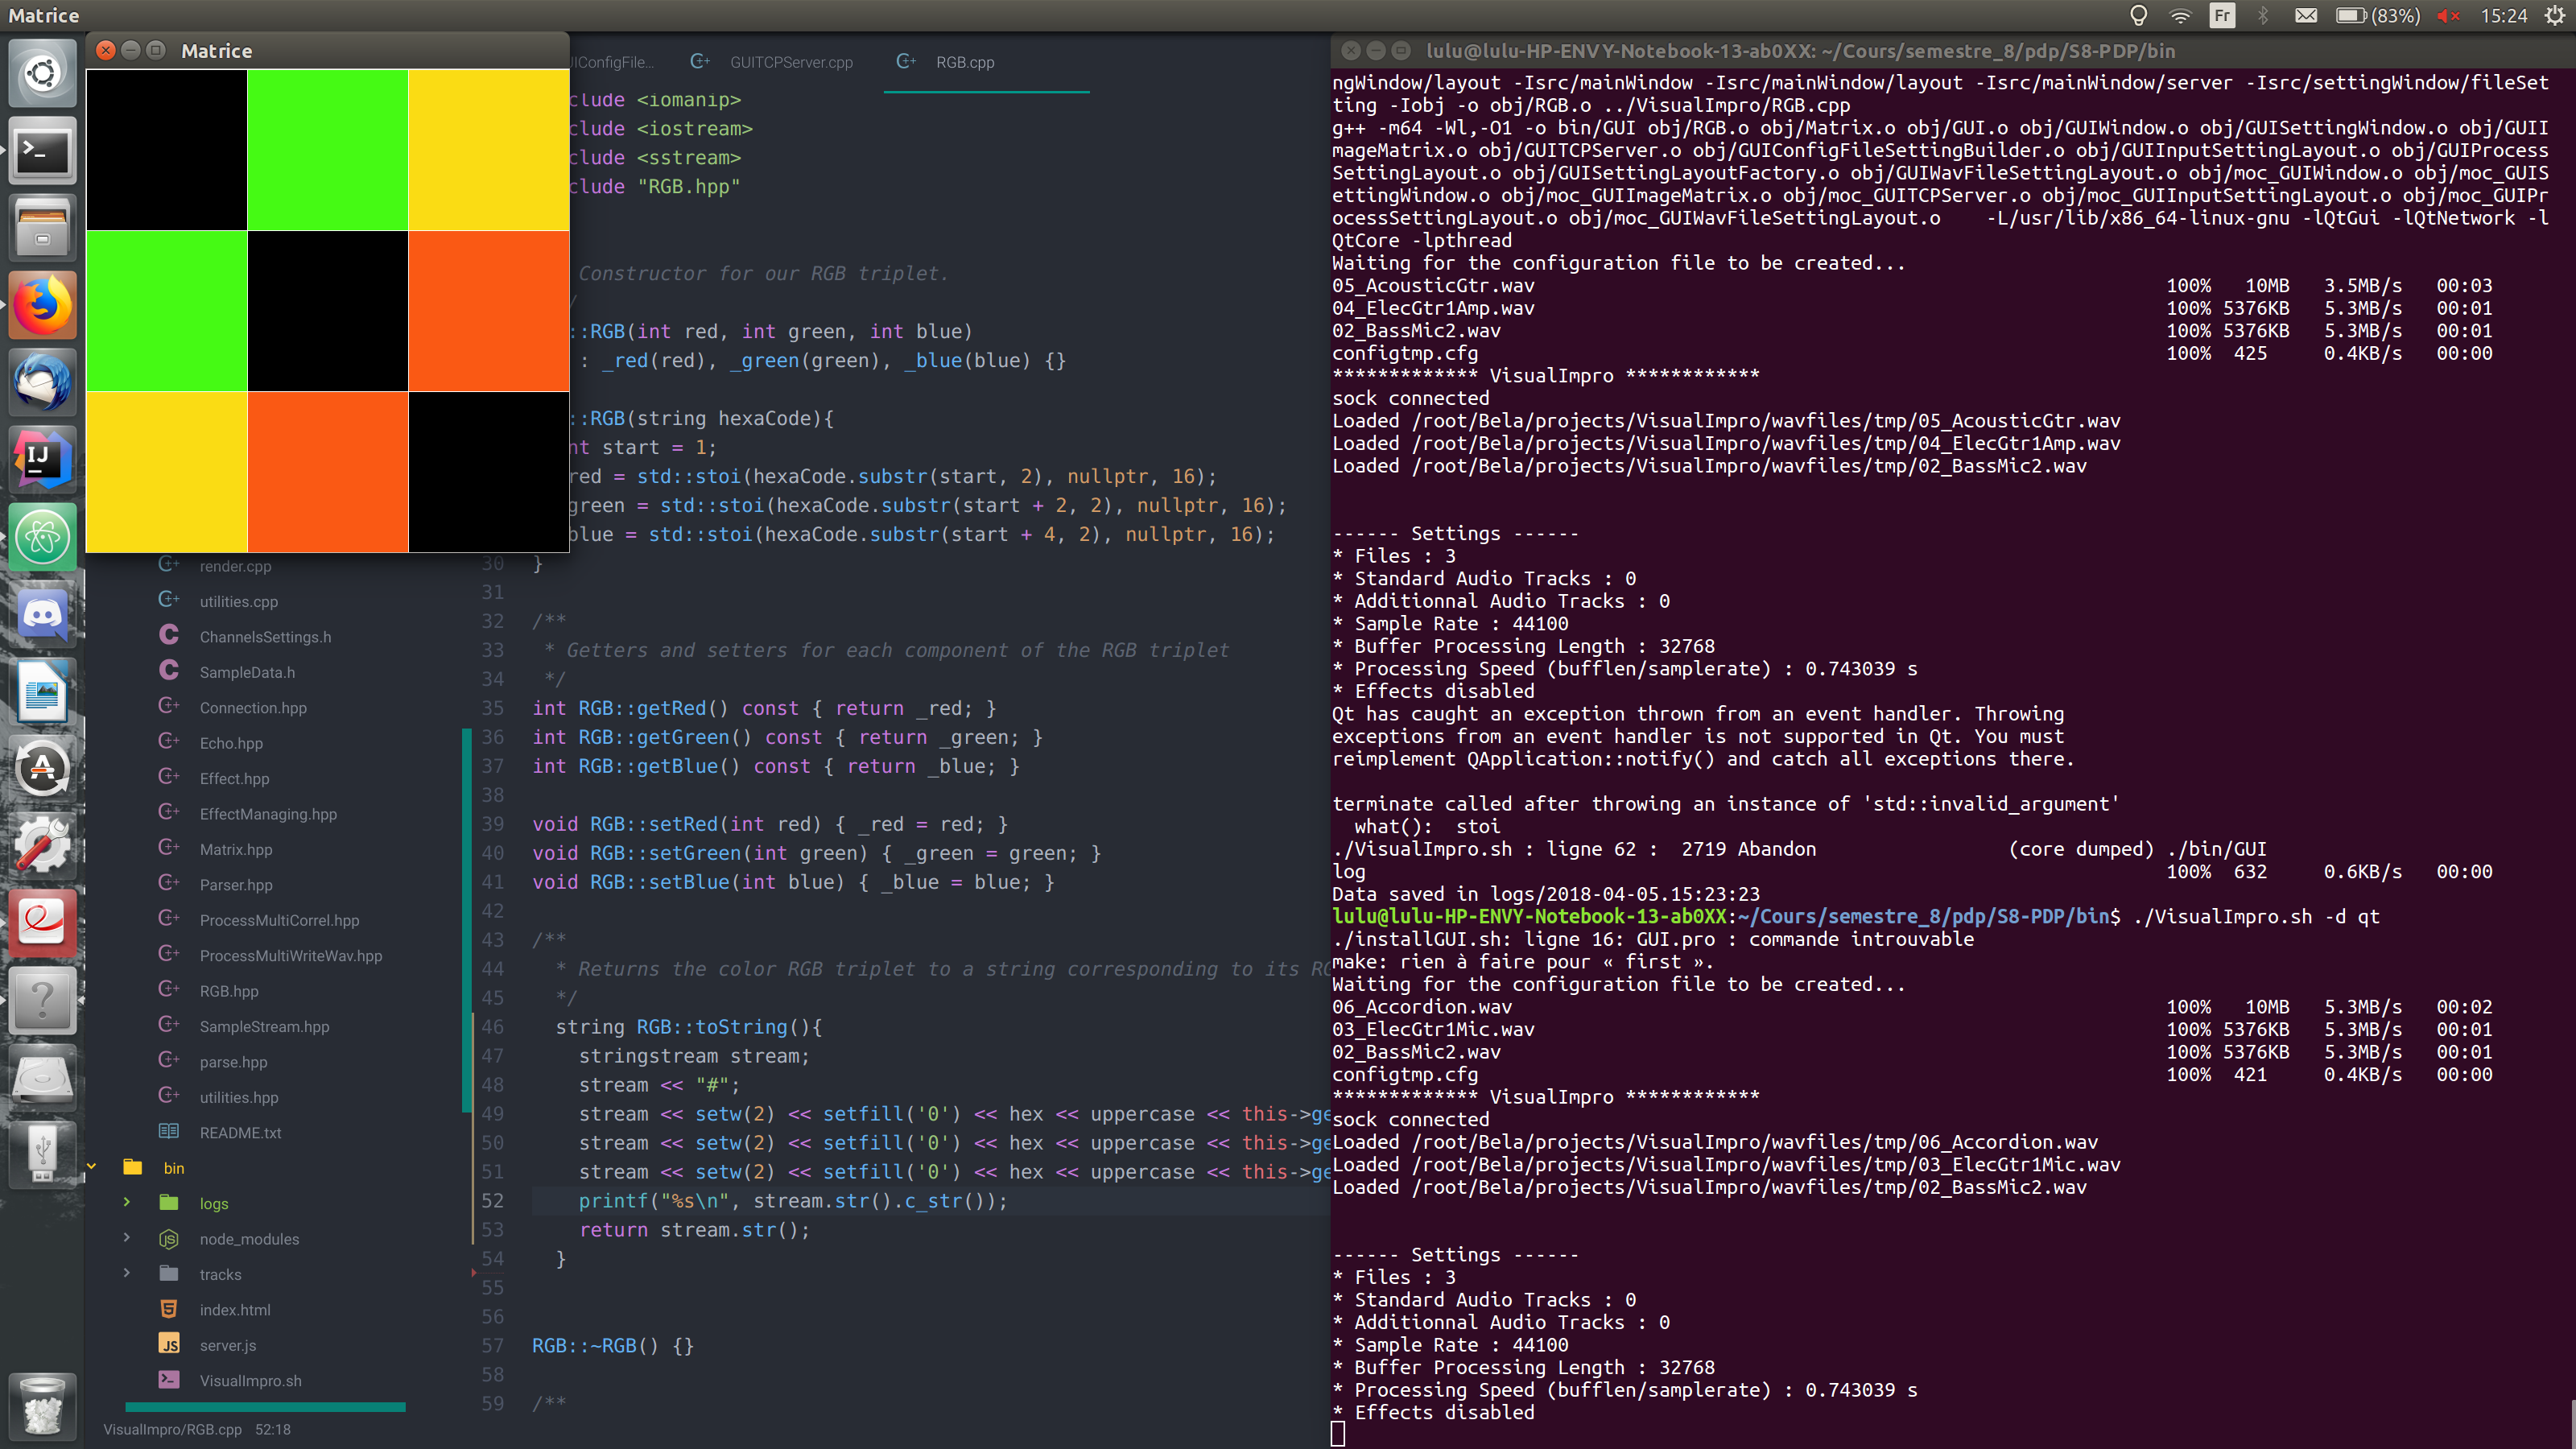 Matrice
Fr
(83%)
15:24
Matrice
GUITCPServer.cpp
RGB.cpp
clude <iomanip>
clude <iostream>
clude <sstream>
clude "RGB.hpp"
Constructor for our RGB triplet.
/
::RGB(int red, int green, int blue)
: _red(red), _green(green), _blue(blue) {}
::RGB(string hexaCode){
nt start = 1;
red = std::stoi(hexaCode.substr(start, 2), nullptr, 16);
green = std::stoi(hexaCode.substr(start + 2, 2), nullptr, 16);
blue = std::stoi(hexaCode.substr(start + 4, 2), nullptr, 16);
30 }
31
32 /**
33 * Getters and setters for each component of the RGB triplet
34 */
35 int RGB::getRed() const { return _red; }
36 int RGB::getGreen() const { return _green; }
37 int RGB::getBlue() const { return _blue; }
38
39 void RGB::setRed(int red) { _red = red; }
40 void RGB::setGreen(int green) { _green = green; }
41 void RGB::setBlue(int blue) { _blue = blue; }
42
43 /**
44 * Returns the color RGB triplet to a string corresponding to its
45 */
46 string RGB::toString(){
47 stringstream stream;
48 stream << "#";
49 stream << setw(2) << setfill('0') << hex << uppercase << this->ge
50 stream << setw(2) << setfill('0') << hex << uppercase << this->ge
51 stream << setw(2) << setfill('0') << hex << uppercase << this->ge
52 printf("%s\n", stream.str().c_str());
53 return stream.str();
54 }
55
56
57 RGB::~RGB() {}
58
59 /**
render.cpp
utilities.cpp
ChannelsSettings.h
SampleData.h
Connection.hpp
Echo.hpp
Effect.hpp
EffectManaging.hpp
Matrix.hpp
Parser.hpp
ProcessMultiCorrel.hpp
ProcessMultiWriteWav.hpp
RGB.hpp
SampleStream.hpp
parse.hpp
utilities.hpp
README.txt
bin
logs
node_modules
tracks
index.html
server.js
VisualImpro.sh
VisualImpro/RGB.cpp 52:18
lulu@lulu-HP-ENVY-Notebook-13-ab0XX: ~/Cours/semestre_8/pdp/S8-PDP/bin
ngWindow/layout -Isrc/mainWindow -Isrc/mainWindow/layout -Isrc/mainWindow/server -Isrc/settingWindow/fileSet
ting -Iobj -o obj/RGB.o ../VisualImpro/RGB.cpp
g++ -m64 -Wl,-O1 -o bin/GUI obj/RGB.o obj/Matrix.o obj/GUI.o obj/GUIWindow.o obj/GUISettingWindow.o obj/GUII
mageMatrix.o obj/GUITCPServer.o obj/GUIConfigFileSettingBuilder.o obj/GUIInputSettingLayout.o obj/GUIProcess
SettingLayout.o obj/GUISettingLayoutFactory.o obj/GUIWavFileSettingLayout.o obj/moc_GUIWindow.o obj/moc_GUIS
ettingWindow.o obj/moc_GUIImageMatrix.o obj/moc_GUITCPServer.o obj/moc_GUIInputSettingLayout.o obj/moc_GUIPr
ocessSettingLayout.o obj/moc_GUIWavFileSettingLayout.o -L/usr/lib/x86_64-linux-gnu -lQtGui -lQtNetwork -l
QtCore -lpthread
Waiting for the configuration file to be created...
05_AcousticGtr.wav 100% 10MB 3.5MB/s 00:03
04_ElecGtr1Amp.wav 100% 5376KB 5.3MB/s 00:01
02_BassMic2.wav 100% 5376KB 5.3MB/s 00:01
configtmp.cfg 100% 425 0.4KB/s 00:00
************* VisualImpro ************
sock connected
Loaded /root/Bela/projects/VisualImpro/wavfiles/tmp/05_AcousticGtr.wav
Loaded /root/Bela/projects/VisualImpro/wavfiles/tmp/04_ElecGtr1Amp.wav
Loaded /root/Bela/projects/VisualImpro/wavfiles/tmp/02_BassMic2.wav
------ Settings ------
* Files : 3
* Standard Audio Tracks : 0
* Additionnal Audio Tracks : 0
* Sample Rate : 44100
* Buffer Processing Length : 32768
* Processing Speed (bufflen/samplerate) : 0.743039 s
* Effects disabled
Qt has caught an exception thrown from an event handler. Throwing
exceptions from an event handler is not supported in Qt. You must
reimplement QApplication::notify() and catch all exceptions there.
terminate called after throwing an instance of 'std::invalid_argument'
what(): stoi
./VisualImpro.sh : ligne 62 : 2719 Abandon (core dumped) ./bin/GUI
log 100% 632 0.6KB/s 00:00
Data saved in logs/2018-04-05.15:23:23
lulu@lulu-HP-ENVY-Notebook-13-ab0XX:~/Cours/semestre_8/pdp/S8-PDP/bin$ ./VisualImpro.sh -d qt
./installGUI.sh: ligne 16: GUI.pro : commande introuvable
make: rien à faire pour « first ».
Waiting for the configuration file to be created...
06_Accordion.wav 100% 10MB 5.3MB/s 00:02
03_ElecGtr1Mic.wav 100% 5376KB 5.3MB/s 00:01
02_BassMic2.wav 100% 5376KB 5.3MB/s 00:01
configtmp.cfg 100% 421 0.4KB/s 00:00
************* VisualImpro ************
sock connected
Loaded /root/Bela/projects/VisualImpro/wavfiles/tmp/06_Accordion.wav
Loaded /root/Bela/projects/VisualImpro/wavfiles/tmp/03_ElecGtr1Mic.wav
Loaded /root/Bela/projects/VisualImpro/wavfiles/tmp/02_BassMic2.wav
------ Settings ------
* Files : 3
* Standard Audio Tracks : 0
* Additionnal Audio Tracks : 0
* Sample Rate : 44100
* Buffer Processing Length : 32768
* Processing Speed (bufflen/samplerate) : 0.743039 s
* Effects disabled